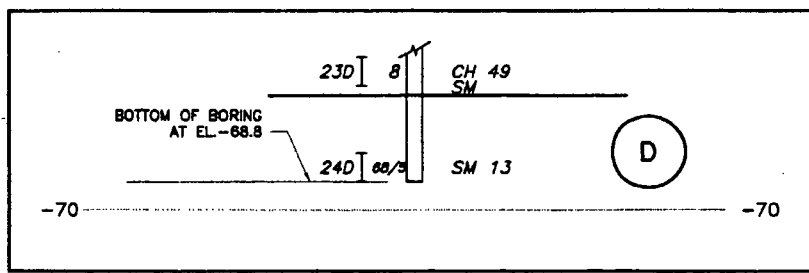 23D 8 CH 49
SM
BOTTOM OF BORING
AT EL.-68.8
D
24D 68/5 SM 13
-70 -70